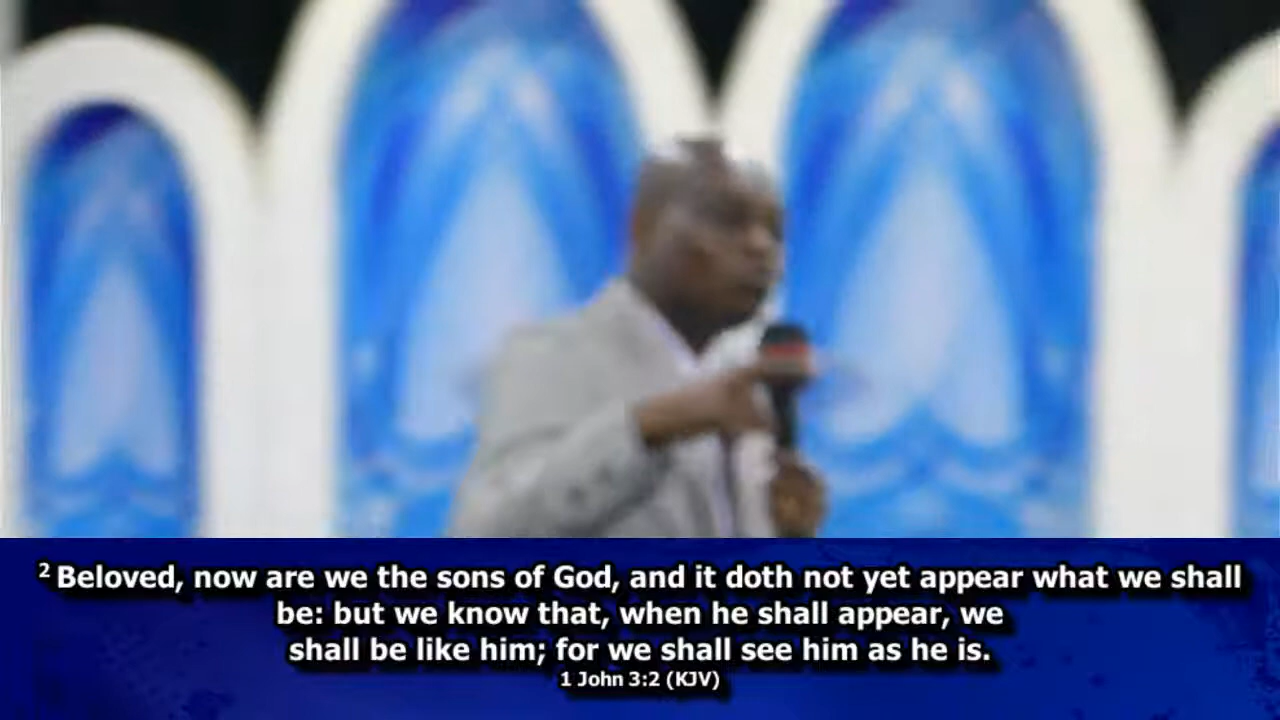 2 Beloved, now are we the sons of God, and it doth not yet appear what we shall
be: but we know that, when he shall appear, we
shall be like him; for we shall see him as he is.
1 John 3:2 (KJV)